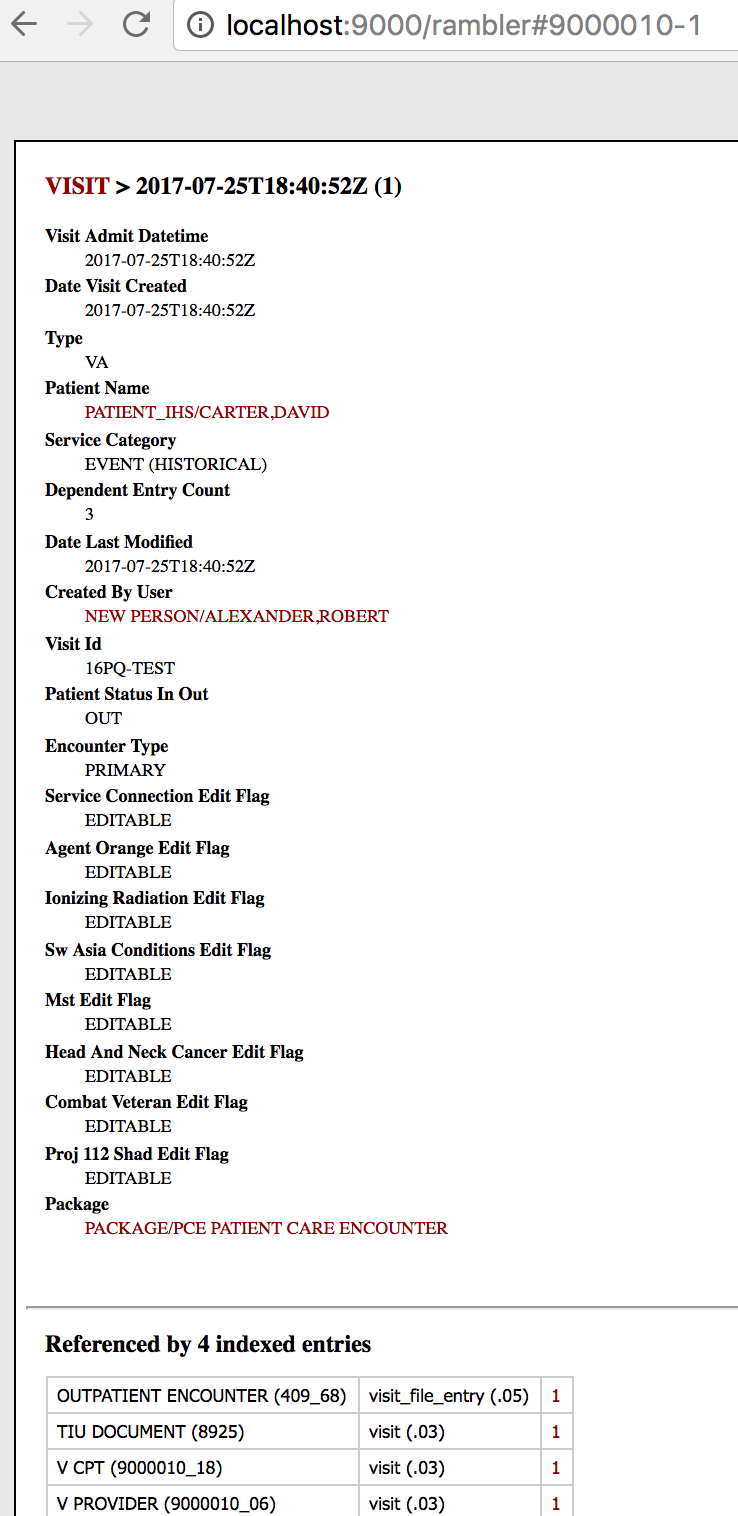 localhost:9000/rambler#9000010-1
VISIT > 2017-07-25T18:40:52Z (1)
Visit Admit Datetime
2017-07-25T18:40:52Z
Date Visit Created
2017-07-25T18:40:52Z
Type
VA
Patient Name
PATIENT_IHS/CARTER,DAVID
Service Category
EVENT (HISTORICAL)
Dependent Entry Count
3
Date Last Modified
2017-07-25T18:40:52Z
Created By User
NEW PERSON/ALEXANDER,ROBERT
Visit Id
16PQ-TEST
Patient Status In Out
OUT
Encounter Type
PRIMARY
Service Connection Edit Flag
EDITABLE
Agent Orange Edit Flag
EDITABLE
Ionizing Radiation Edit Flag
EDITABLE
Sw Asia Conditions Edit Flag
EDITABLE
Mst Edit Flag
EDITABLE
Head And Neck Cancer Edit Flag
EDITABLE
Combat Veteran Edit Flag
EDITABLE
Proj 112 Shad Edit Flag
EDITABLE
Package
PACKAGE/PCE PATIENT CARE ENCOUNTER
Referenced by 4 indexed entries
OUTPATIENT ENCOUNTER (409_68) visit_file_entry (.05) 1
TIU DOCUMENT (8925) visit (.03) 1
V CPT (9000010_18) visit (.03) 1
V PROVIDER (9000010_06) visit (.03) 1